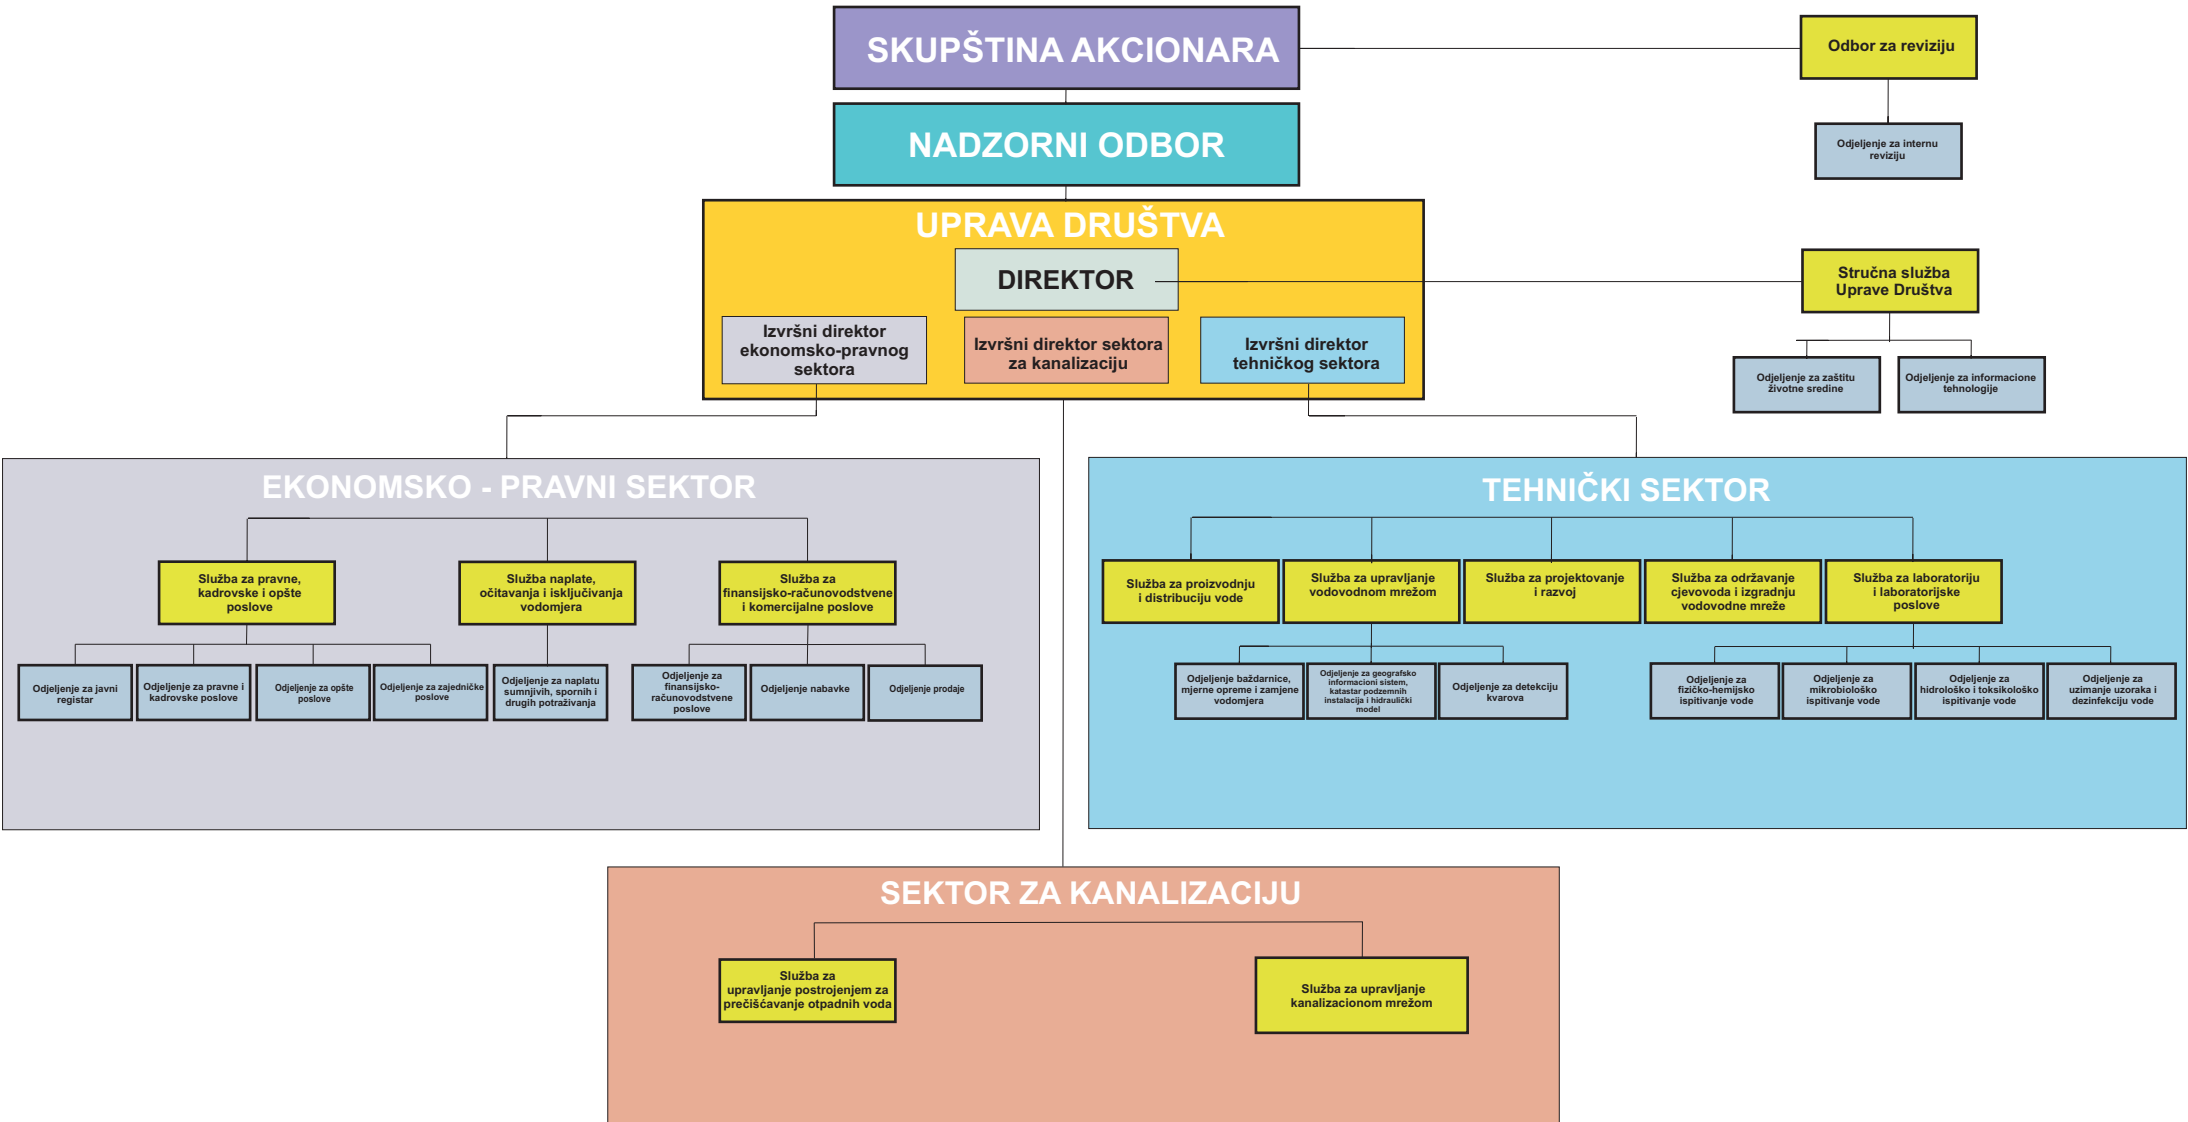 SKUPŠTINA AKCIONARA
Odbor za reviziju
NADZORNI ODBOR
Odjeljenje za internu
reviziju
UPRAVA DRUŠTVA
DIREKTOR
Stručna služba
Uprave Društva
Izvršni direktor
ekonomsko-pravnog
sektora
Izvršni direktor sektora
za kanalizaciju
Izvršni direktor
tehničkog sektora
Odjeljenje za zaštitu
životne sredine
Odjeljenje za informacione
tehnologije
EKONOMSKO - PRAVNI SEKTOR
Služba za pravne,
kadrovske i opšte
poslove
Služba naplate,
očitavanja i isključivanja
vodomjera
Služba za
finansijsko-računovodstvene
i komercijalne poslove
Odjeljenje za javni
registar
Odjeljenje za pravne i
kadrovske poslove
Odjeljenje za opšte
poslove
Odjeljenje za zajedničke
poslove
Odjeljenje za naplatu
sumnjivih, spornih i
drugih potraživanja
Odjeljenje za
finansijsko-
računovodstvene
poslove
Odjeljenje nabavke
Odjeljenje prodaje
TEHNIČKI SEKTOR
Služba za proizvodnju
i distribuciju vode
Služba za upravljanje
vodovodnom mrežom
Služba za projektovanje
i razvoj
Služba za održavanje
cjevovoda i izgradnju
vodovodne mreže
Služba za laboratoriju
i laboratorijske
poslove
Odjeljenje baždarnice,
mjerne opreme i zamjene
vodomjera
Odjeljenje za geografsko
informacioni sistem,
katastar podzemnih
instalacija i hidraulički
model
Odjeljenje za detekciju
kvarova
Odjeljenje za
fizičko-hemijsko
ispitivanje vode
Odjeljenje za
mikrobiološko
ispitivanje vode
Odjeljenje za
hidrološko i toksikološko
ispitivanje vode
Odjeljenje za
uzimanje uzoraka i
dezinfekciju vode
SEKTOR ZA KANALIZACIJU
Služba za
upravljanje postrojenjem za
prečišćavanje otpadnih voda
Služba za upravljanje
kanalizacionom mrežom